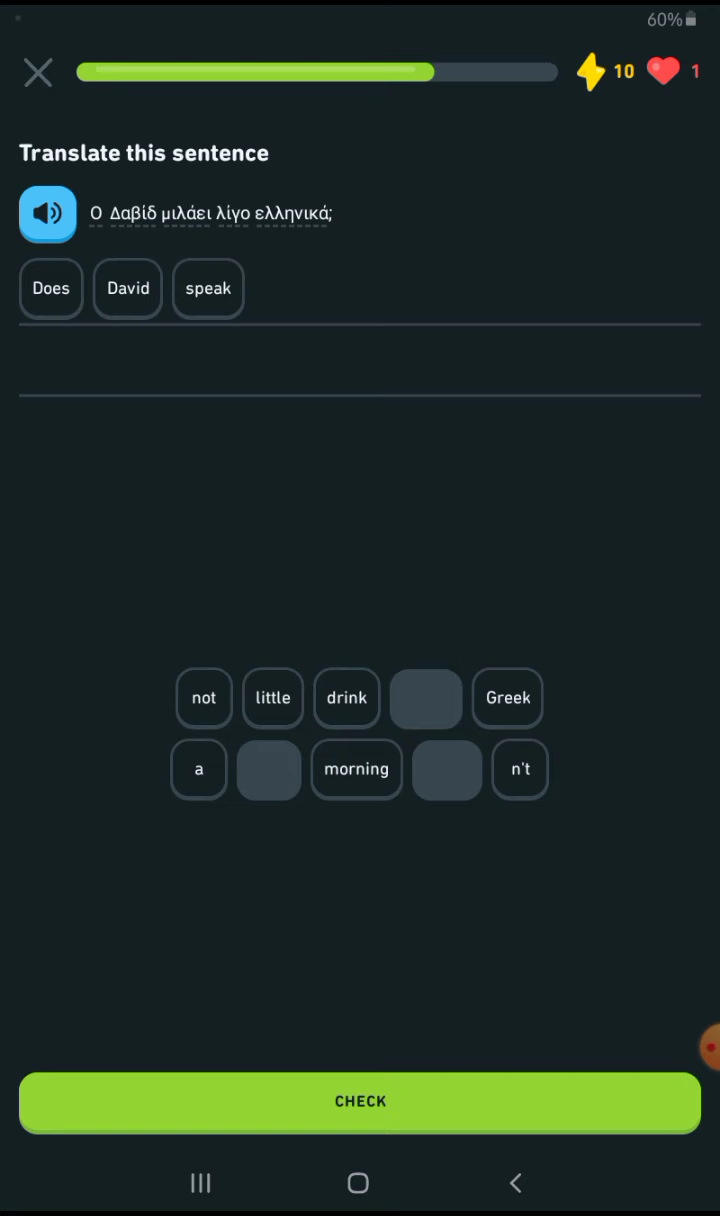 60%
10 1
Translate this sentence
Ο Δαβίδ μιλάει λίγο ελληνικά;
Does David speak
not little drink Greek
a morning n't
CHECK